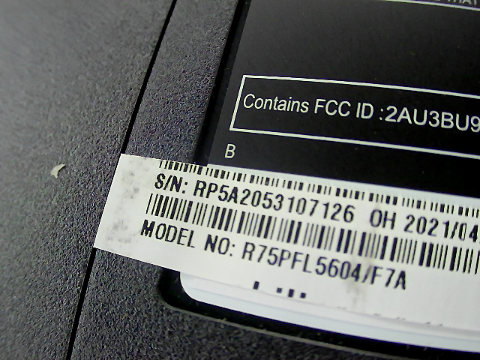 Contains FCC ID :2AU3BU9
B
S/N: RP5A2053107126 OH 2021/04
MODEL NO: R75PFL5604/F7A